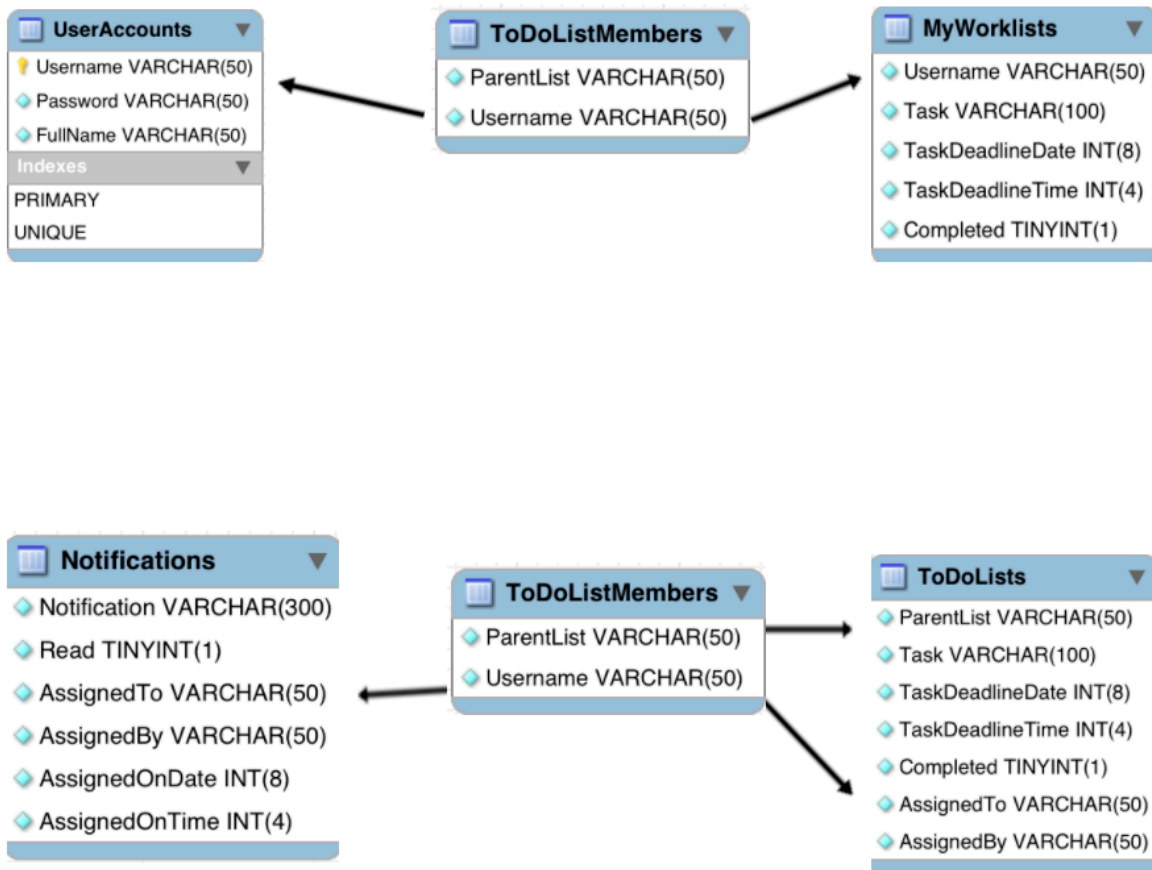 UserAccounts
Username VARCHAR(50)
Password VARCHAR(50)
FullName VARCHAR(50)
Indexes
PRIMARY
UNIQUE
ToDoListMembers
ParentList VARCHAR(50)
Username VARCHAR(50)
MyWorklists
Username VARCHAR(50)
Task VARCHAR(100)
TaskDeadlineDate INT(8)
TaskDeadlineTime INT(4)
Completed TINYINT(1)
Notifications
Notification VARCHAR(300)
Read TINYINT(1)
AssignedTo VARCHAR(50)
AssignedBy VARCHAR(50)
AssignedOnDate INT(8)
AssignedOnTime INT(4)
ToDoListMembers
ParentList VARCHAR(50)
Username VARCHAR(50)
ToDoLists
ParentList VARCHAR(50)
Task VARCHAR(100)
TaskDeadlineDate INT(8)
TaskDeadlineTime INT(4)
Completed TINYINT(1)
AssignedTo VARCHAR(50)
AssignedBy VARCHAR(50)